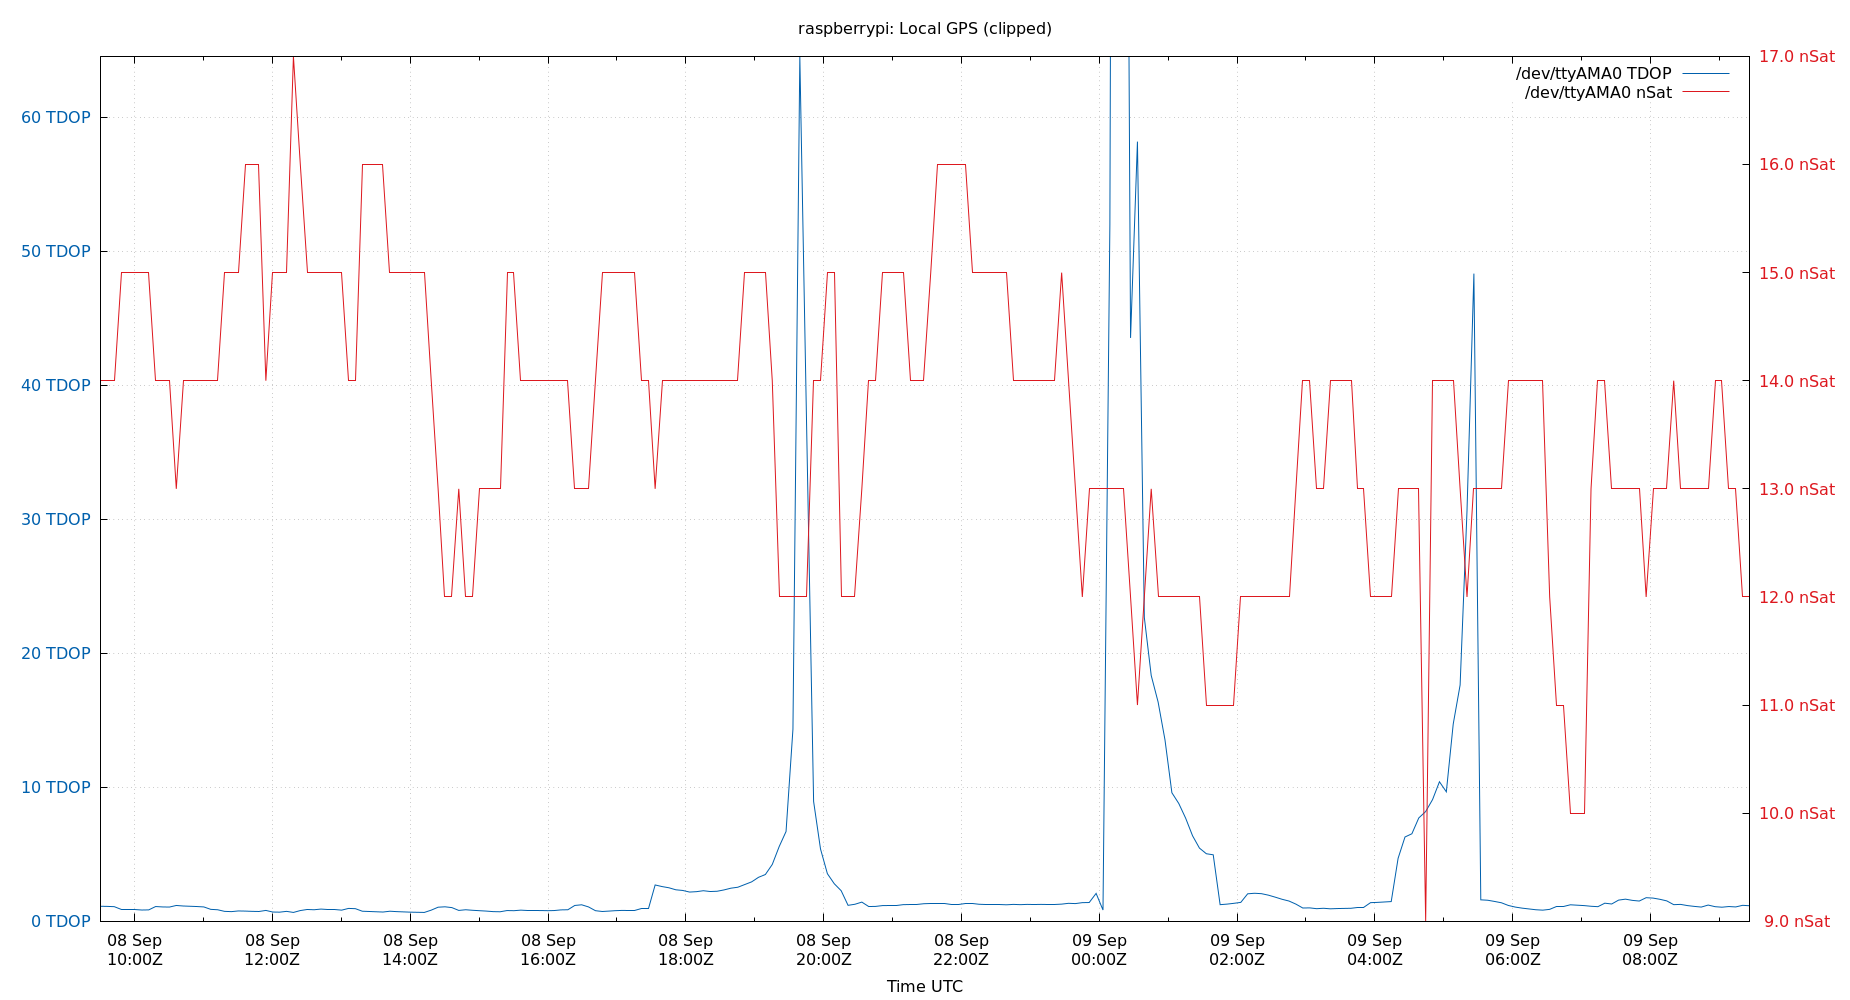 raspberrypi: Local GPS (clipped)
/dev/ttyAMA0 TDOP
/dev/ttyAMA0 nSat
60 TDOP
50 TDOP
40 TDOP
30 TDOP
20 TDOP
10 TDOP
0 TDOP
17.0 nSat
16.0 nSat
15.0 nSat
14.0 nSat
13.0 nSat
12.0 nSat
11.0 nSat
10.0 nSat
9.0 nSat
08 Sep
10:00Z
08 Sep
12:00Z
08 Sep
14:00Z
08 Sep
16:00Z
08 Sep
18:00Z
08 Sep
20:00Z
08 Sep
22:00Z
09 Sep
00:00Z
09 Sep
02:00Z
09 Sep
04:00Z
09 Sep
06:00Z
09 Sep
08:00Z
Time UTC